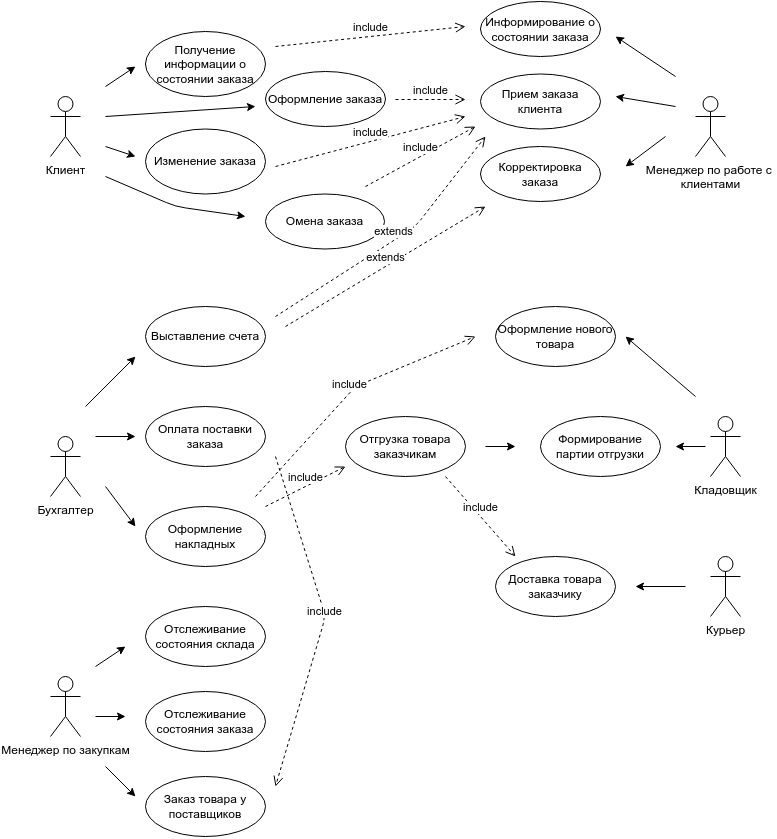 Получение
информации о
состоянии заказа
include
Информирование о
состоянии заказа
Оформление заказа
include
Прием заказа
клиента
Клиент
Изменение заказа
include
include
Корректировка
заказа
Менеджер по работе с
клиентами
Омена заказа
extends
extends
Выставление счета
Оформление нового
товара
include
Оплата поставки
заказа
Отгрузка товара
заказчикам
Формирование
партии отгрузки
Кладовщик
include
Бухгалтер
Оформление
накладных
include
Доставка товара
заказчику
Курьер
include
Отслеживание
состояния склада
Отслеживание
состояния заказа
Менеджер по закупкам
Заказ товара у
поставщиков